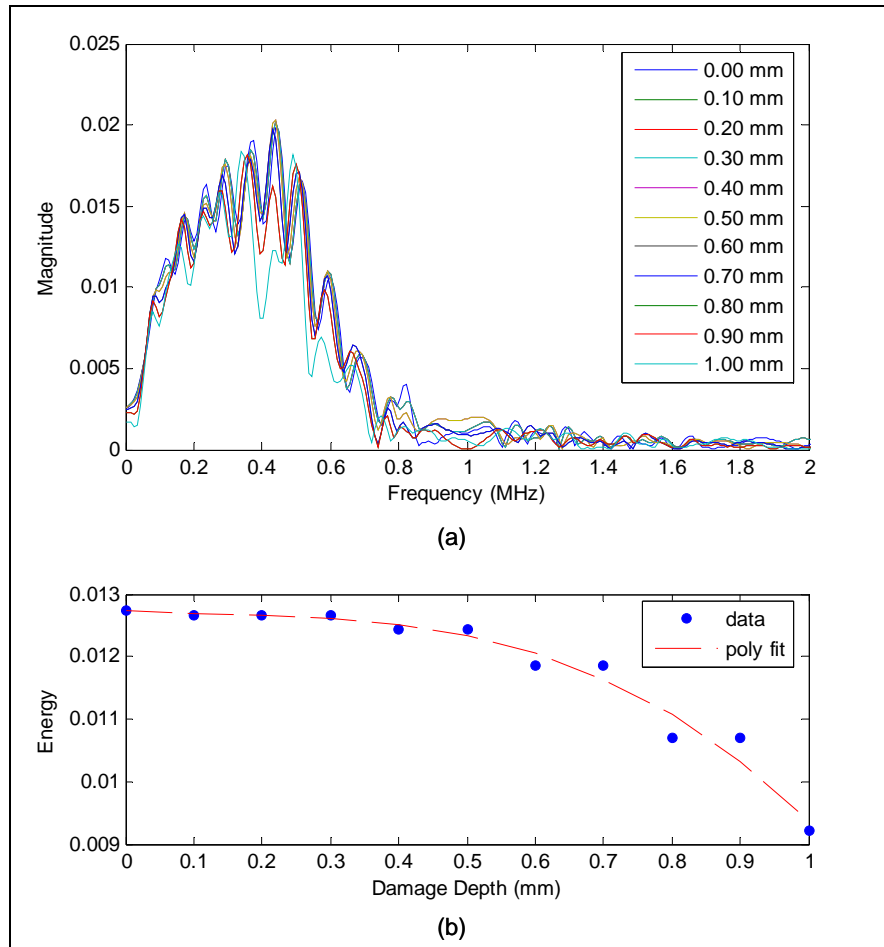 0.025
0.02
0.015
0.01
0.005
0
Magnitude
0.00 mm
0.10 mm
0.20 mm
0.30 mm
0.40 mm
0.50 mm
0.60 mm
0.70 mm
0.80 mm
0.90 mm
1.00 mm
0 0.2 0.4 0.6 0.8 1 1.2 1.4 1.6 1.8 2
Frequency (MHz)
(a)
0.013
0.012
0.011
0.01
0.009
Energy
data
poly fit
0 0.1 0.2 0.3 0.4 0.5 0.6 0.7 0.8 0.9 1
Damage Depth (mm)
(b)